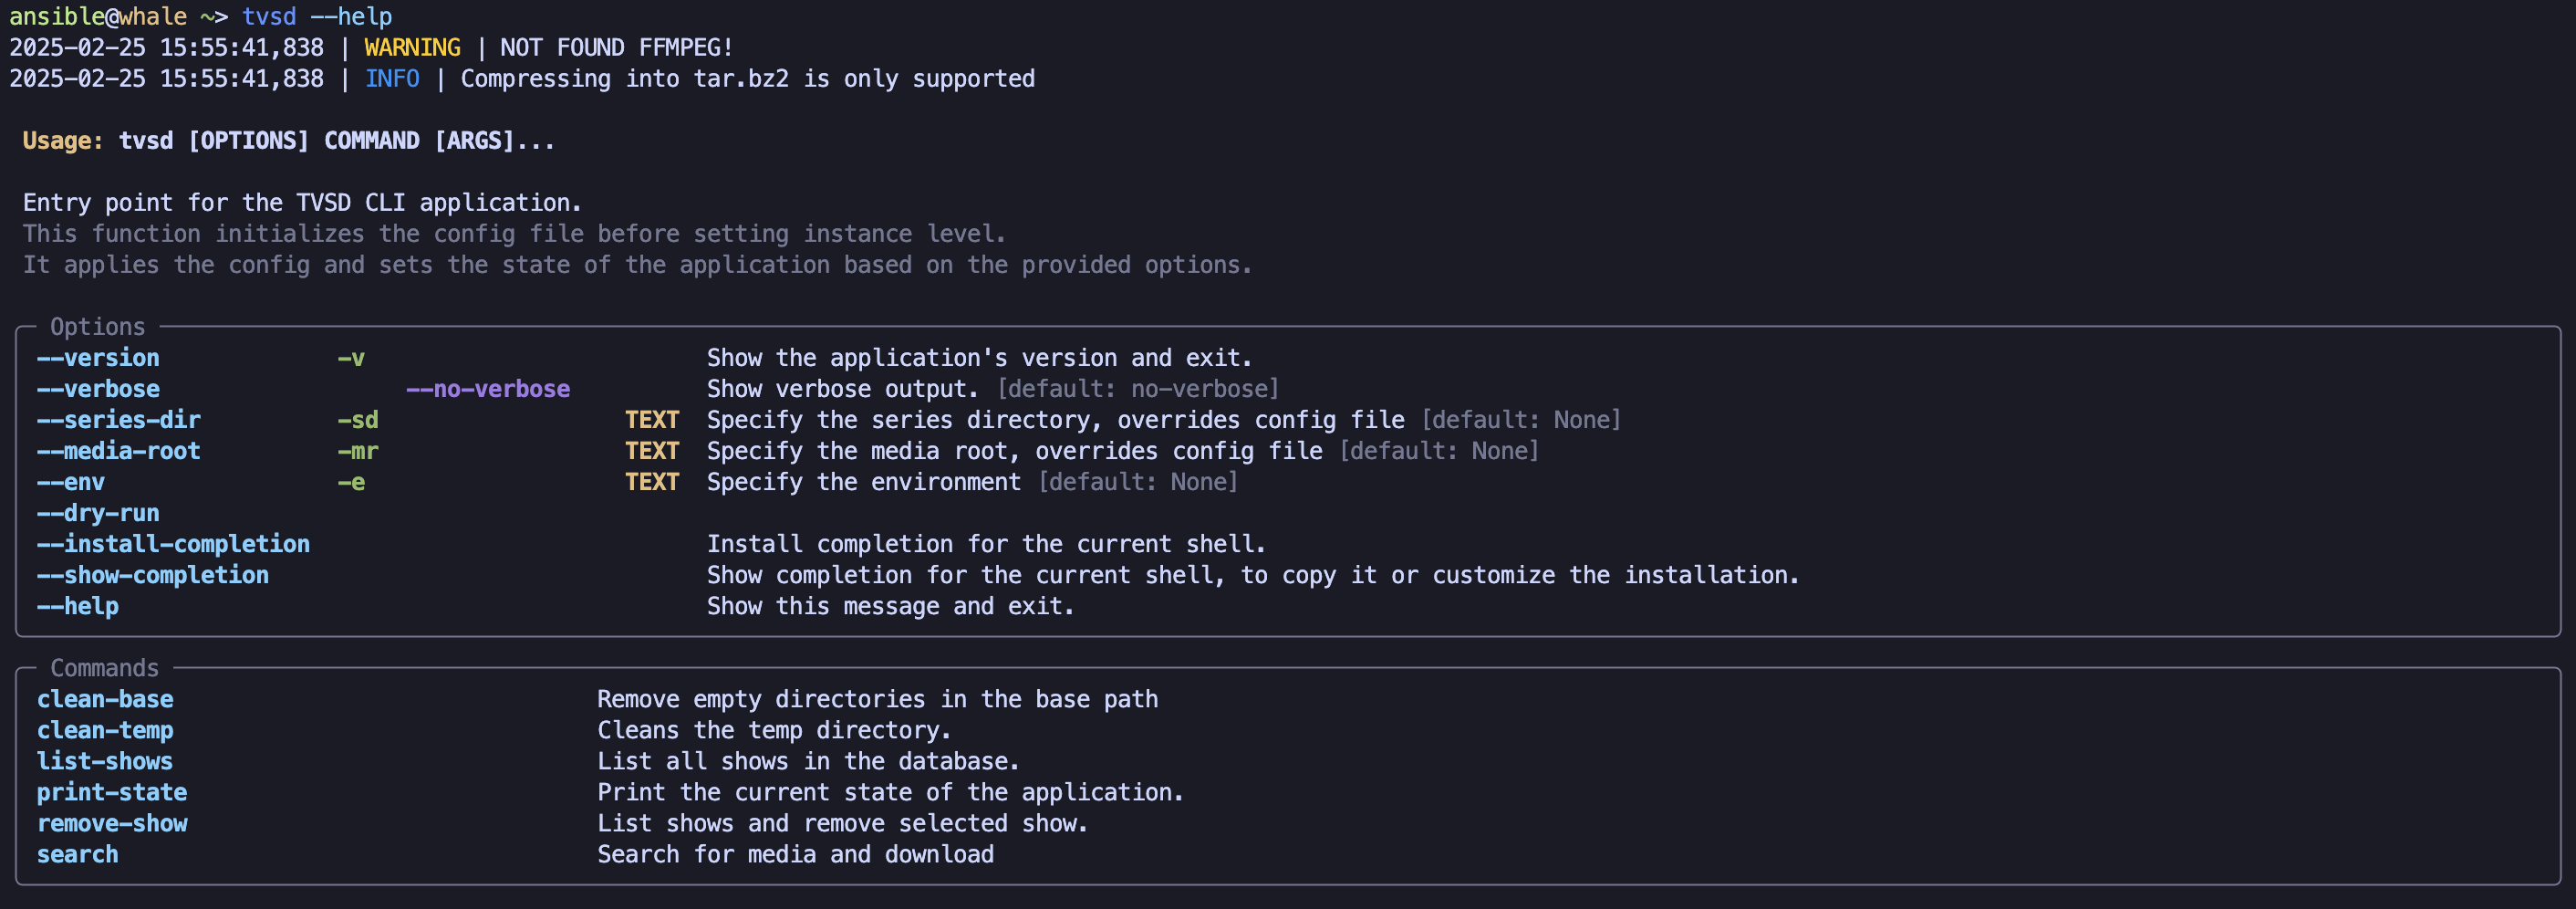 ansible@whale ~> tvsd --help
2025-02-25 15:55:41,838 | WARNING | NOT FOUND FFMPEG!
2025-02-25 15:55:41,838 | INFO | Compressing into tar.bz2 is only supported
Usage: tvsd [OPTIONS] COMMAND [ARGS]...
Entry point for the TVSD CLI application.
This function initializes the config file before setting instance level.
It applies the config and sets the state of the application based on the provided options.
Options
--version -v Show the application's version and exit.
--verbose --no-verbose Show verbose output. [default: no-verbose]
--series-dir -sd TEXT Specify the series directory, overrides config file [default: None]
--media-root -mr TEXT Specify the media root, overrides config file [default: None]
--env -e TEXT Specify the environment [default: None]
--dry-run
--install-completion Install completion for the current shell.
--show-completion Show completion for the current shell, to copy it or customize the installation.
--help Show this message and exit.
Commands
clean-base Remove empty directories in the base path
clean-temp Cleans the temp directory.
list-shows List all shows in the database.
print-state Print the current state of the application.
remove-show List shows and remove selected show.
search Search for media and download